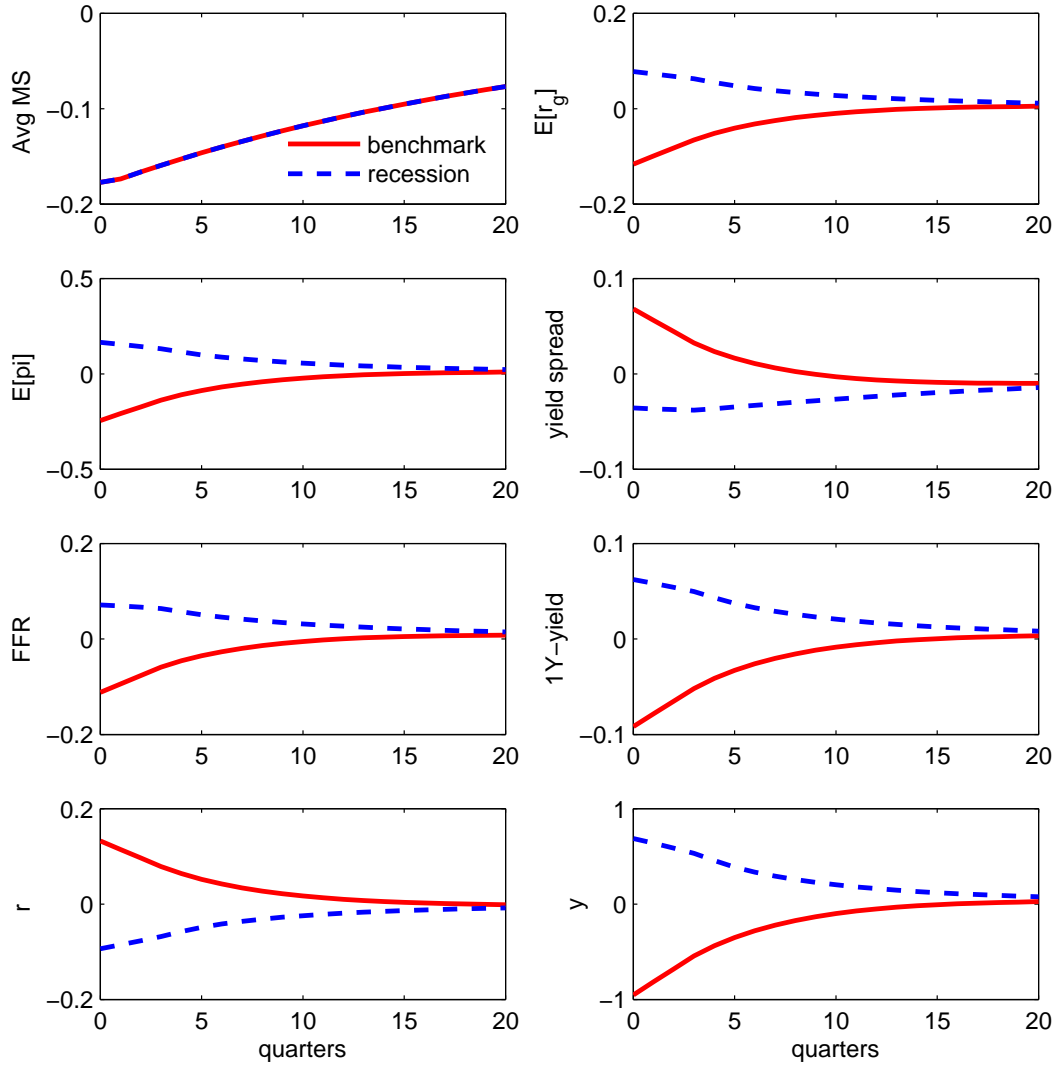 Avg MS
0
−0.1
−0.2
0 5 10 15 20
benchmark
recession
E[r_g]
0.2
0
−0.2
0 5 10 15 20
E[pi]
0.5
0
−0.5
0 5 10 15 20
yield spread
0.1
0
−0.1
0 5 10 15 20
FFR
0.2
0
−0.2
0 5 10 15 20
1Y−yield
0.1
0
−0.1
0 5 10 15 20
r
0.2
0
−0.2
0 5 10 15 20
quarters
y
1
0
−1
0 5 10 15 20
quarters